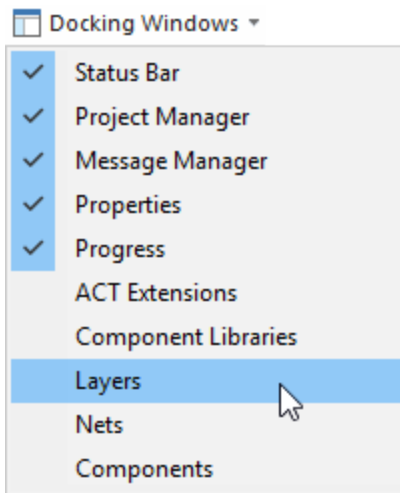 Docking Windows
Status Bar
Project Manager
Message Manager
Properties
Progress
ACT Extensions
Component Libraries
Layers
Nets
Components